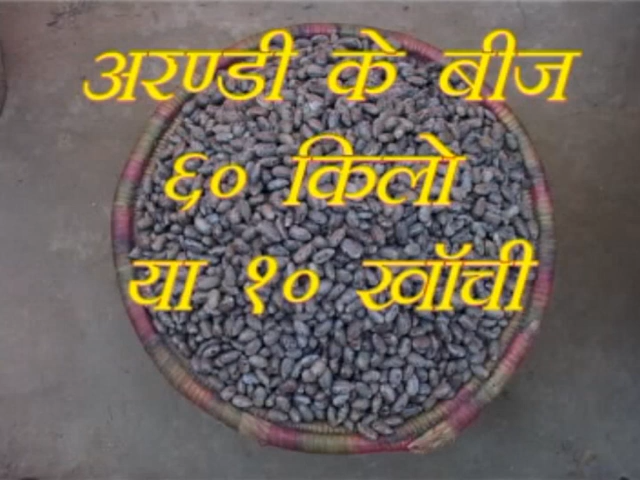 अरण्डी के बीज
६० किलो
या १० खॉची